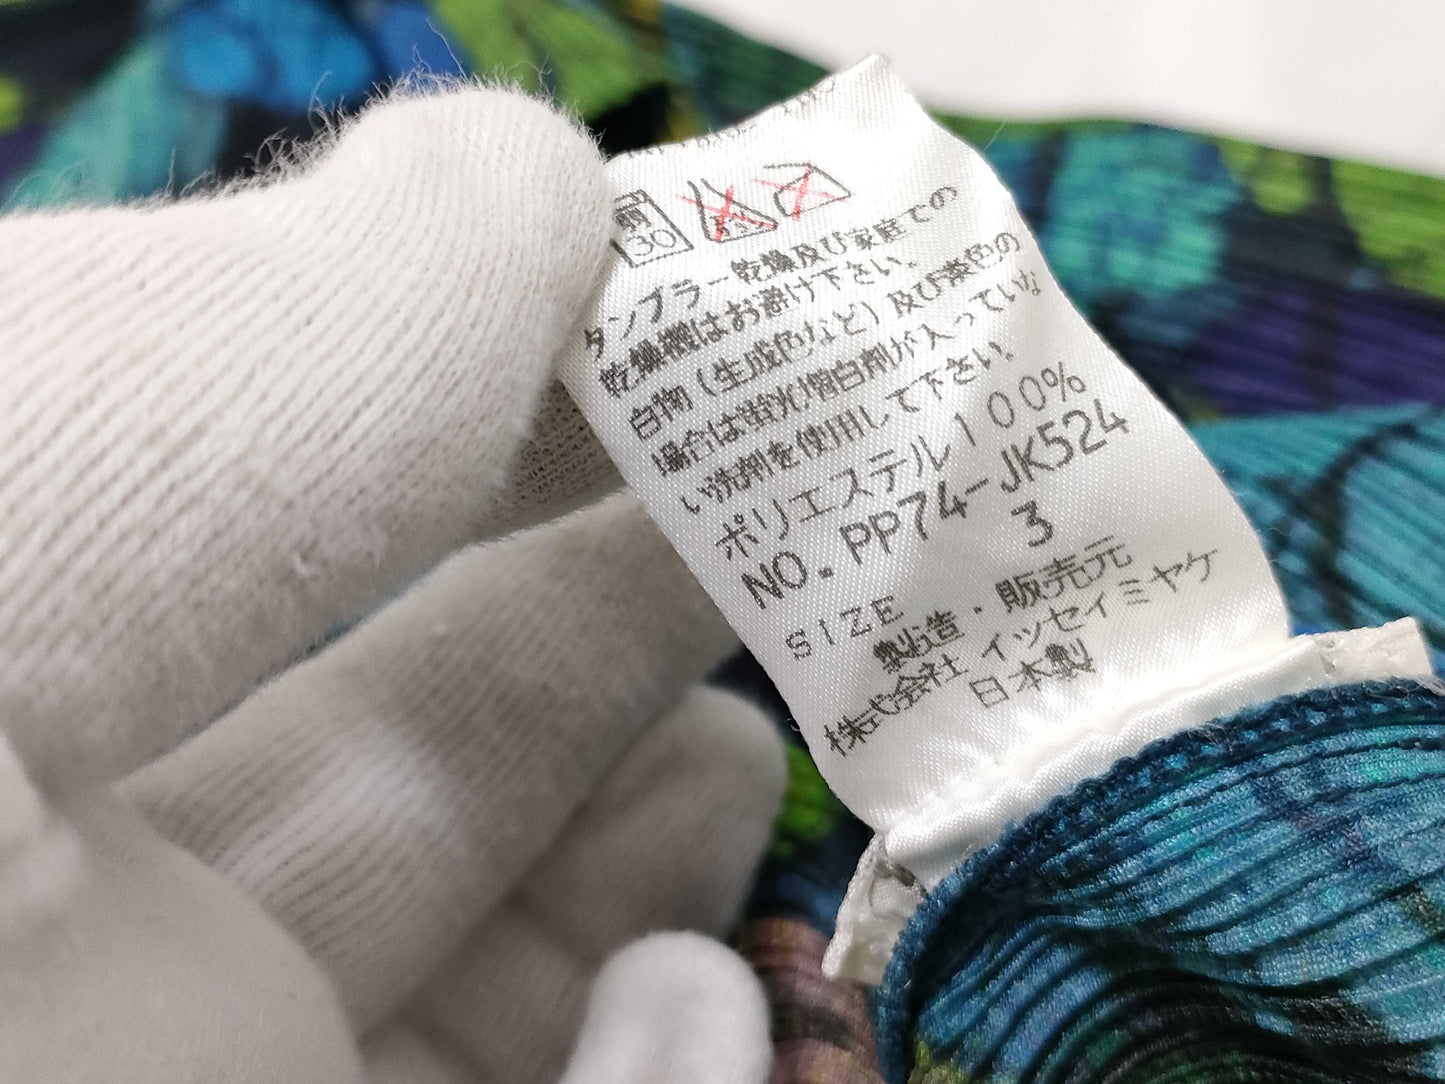 30
タンブラー乾燥及び家庭での
乾燥機はお避け下さい。
白物(生成色など)及び淡色の
場合は蛍光増白剤が入っていな
い洗剤を使用して下さい。
ポリエステル100%
NO. PP74-JK524
SIZE 3
製造・販売元
株式会社 イッセイミヤケ
日本製